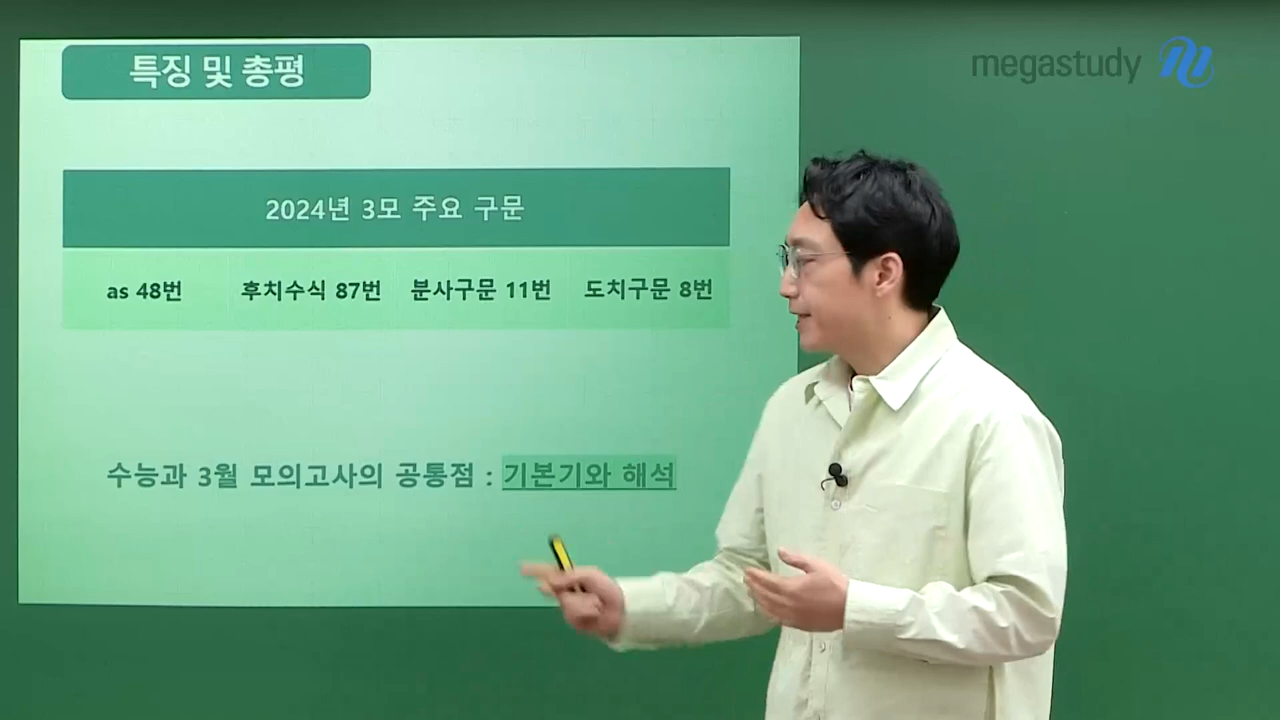 특징 및 총평
megastudy
2024년 3모 주요 구문
as 48번 후치수식 87번 분사구문 11번 도치구문 8번
수능과 3월 모의고사의 공통점 : 기본기와 해석